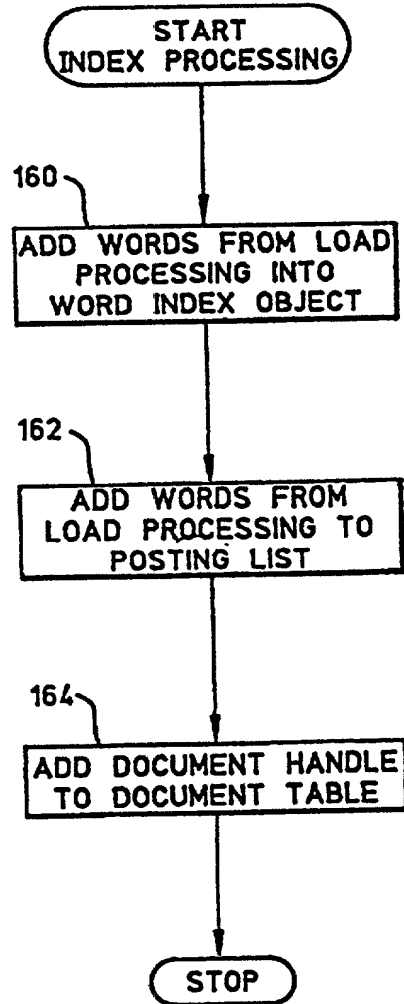 START
INDEX PROCESSING
160
ADD WORDS FROM LOAD
PROCESSING INTO
WORD INDEX OBJECT
162
ADD WORDS FROM
LOAD PROCESSING TO
POSTING LIST
164
ADD DOCUMENT HANDLE
TO DOCUMENT TABLE
STOP